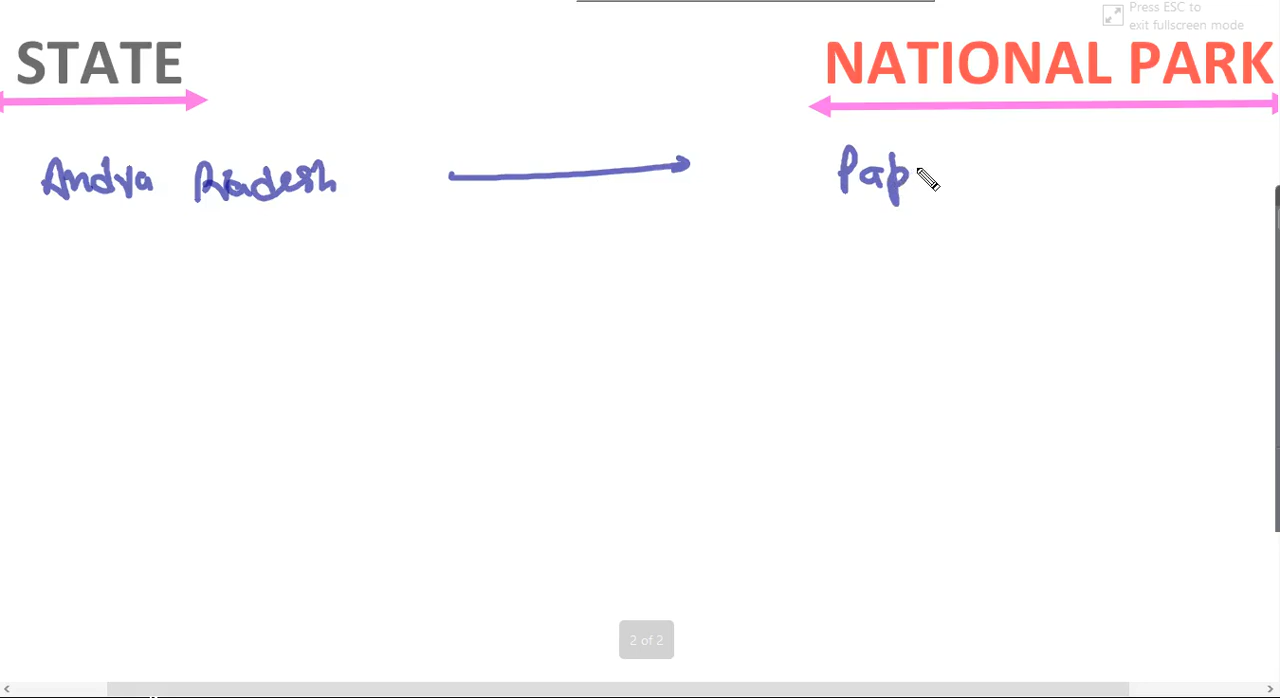 Press ESC to
exit fullscreen mode
STATE NATIONAL PARK
Andra Pradesh Pap
2 of 2